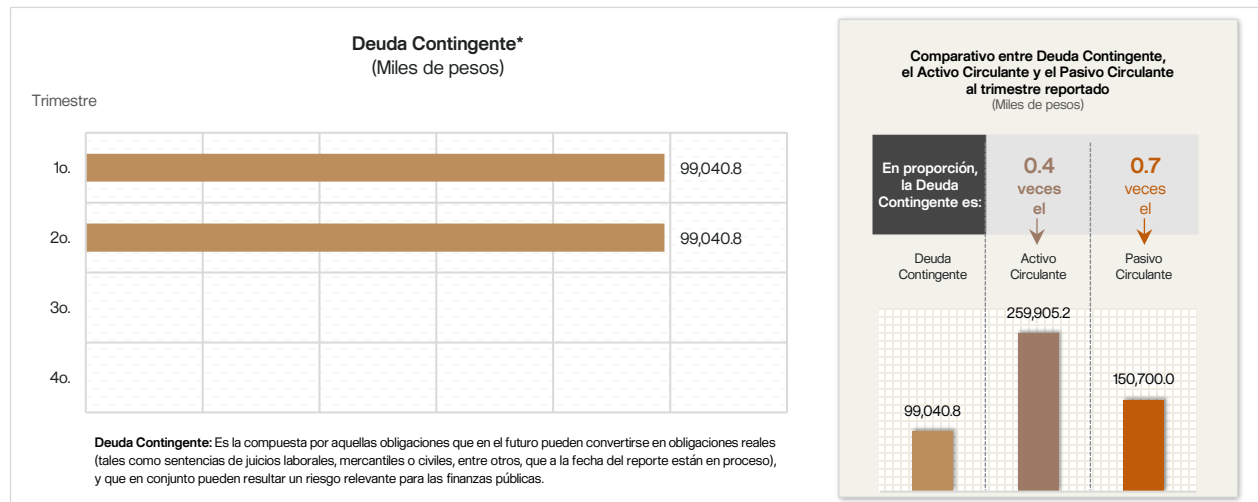 Deuda Contingente*
(Miles de pesos)
Trimestre
1o.
99,040.8
2o.
99,040.8
3o.
4o.
Deuda Contingente: Es la compuesta por aquellas obligaciones que en el futuro pueden convertirse en obligaciones reales
(tales como sentencias de juicios laborales, mercantiles o civiles, entre otros, que a la fecha del reporte están en proceso),
y que en conjunto pueden resultar un riesgo relevante para las finanzas públicas.
Comparativo entre Deuda Contingente,
el Activo Circulante y el Pasivo Circulante
al trimestre reportado
(Miles de pesos)
En proporción,
la Deuda
Contingente es:
0.4
veces
el
0.7
veces
el
Deuda
Contingente
Activo
Circulante
Pasivo
Circulante
99,040.8
259,905.2
150,700.0